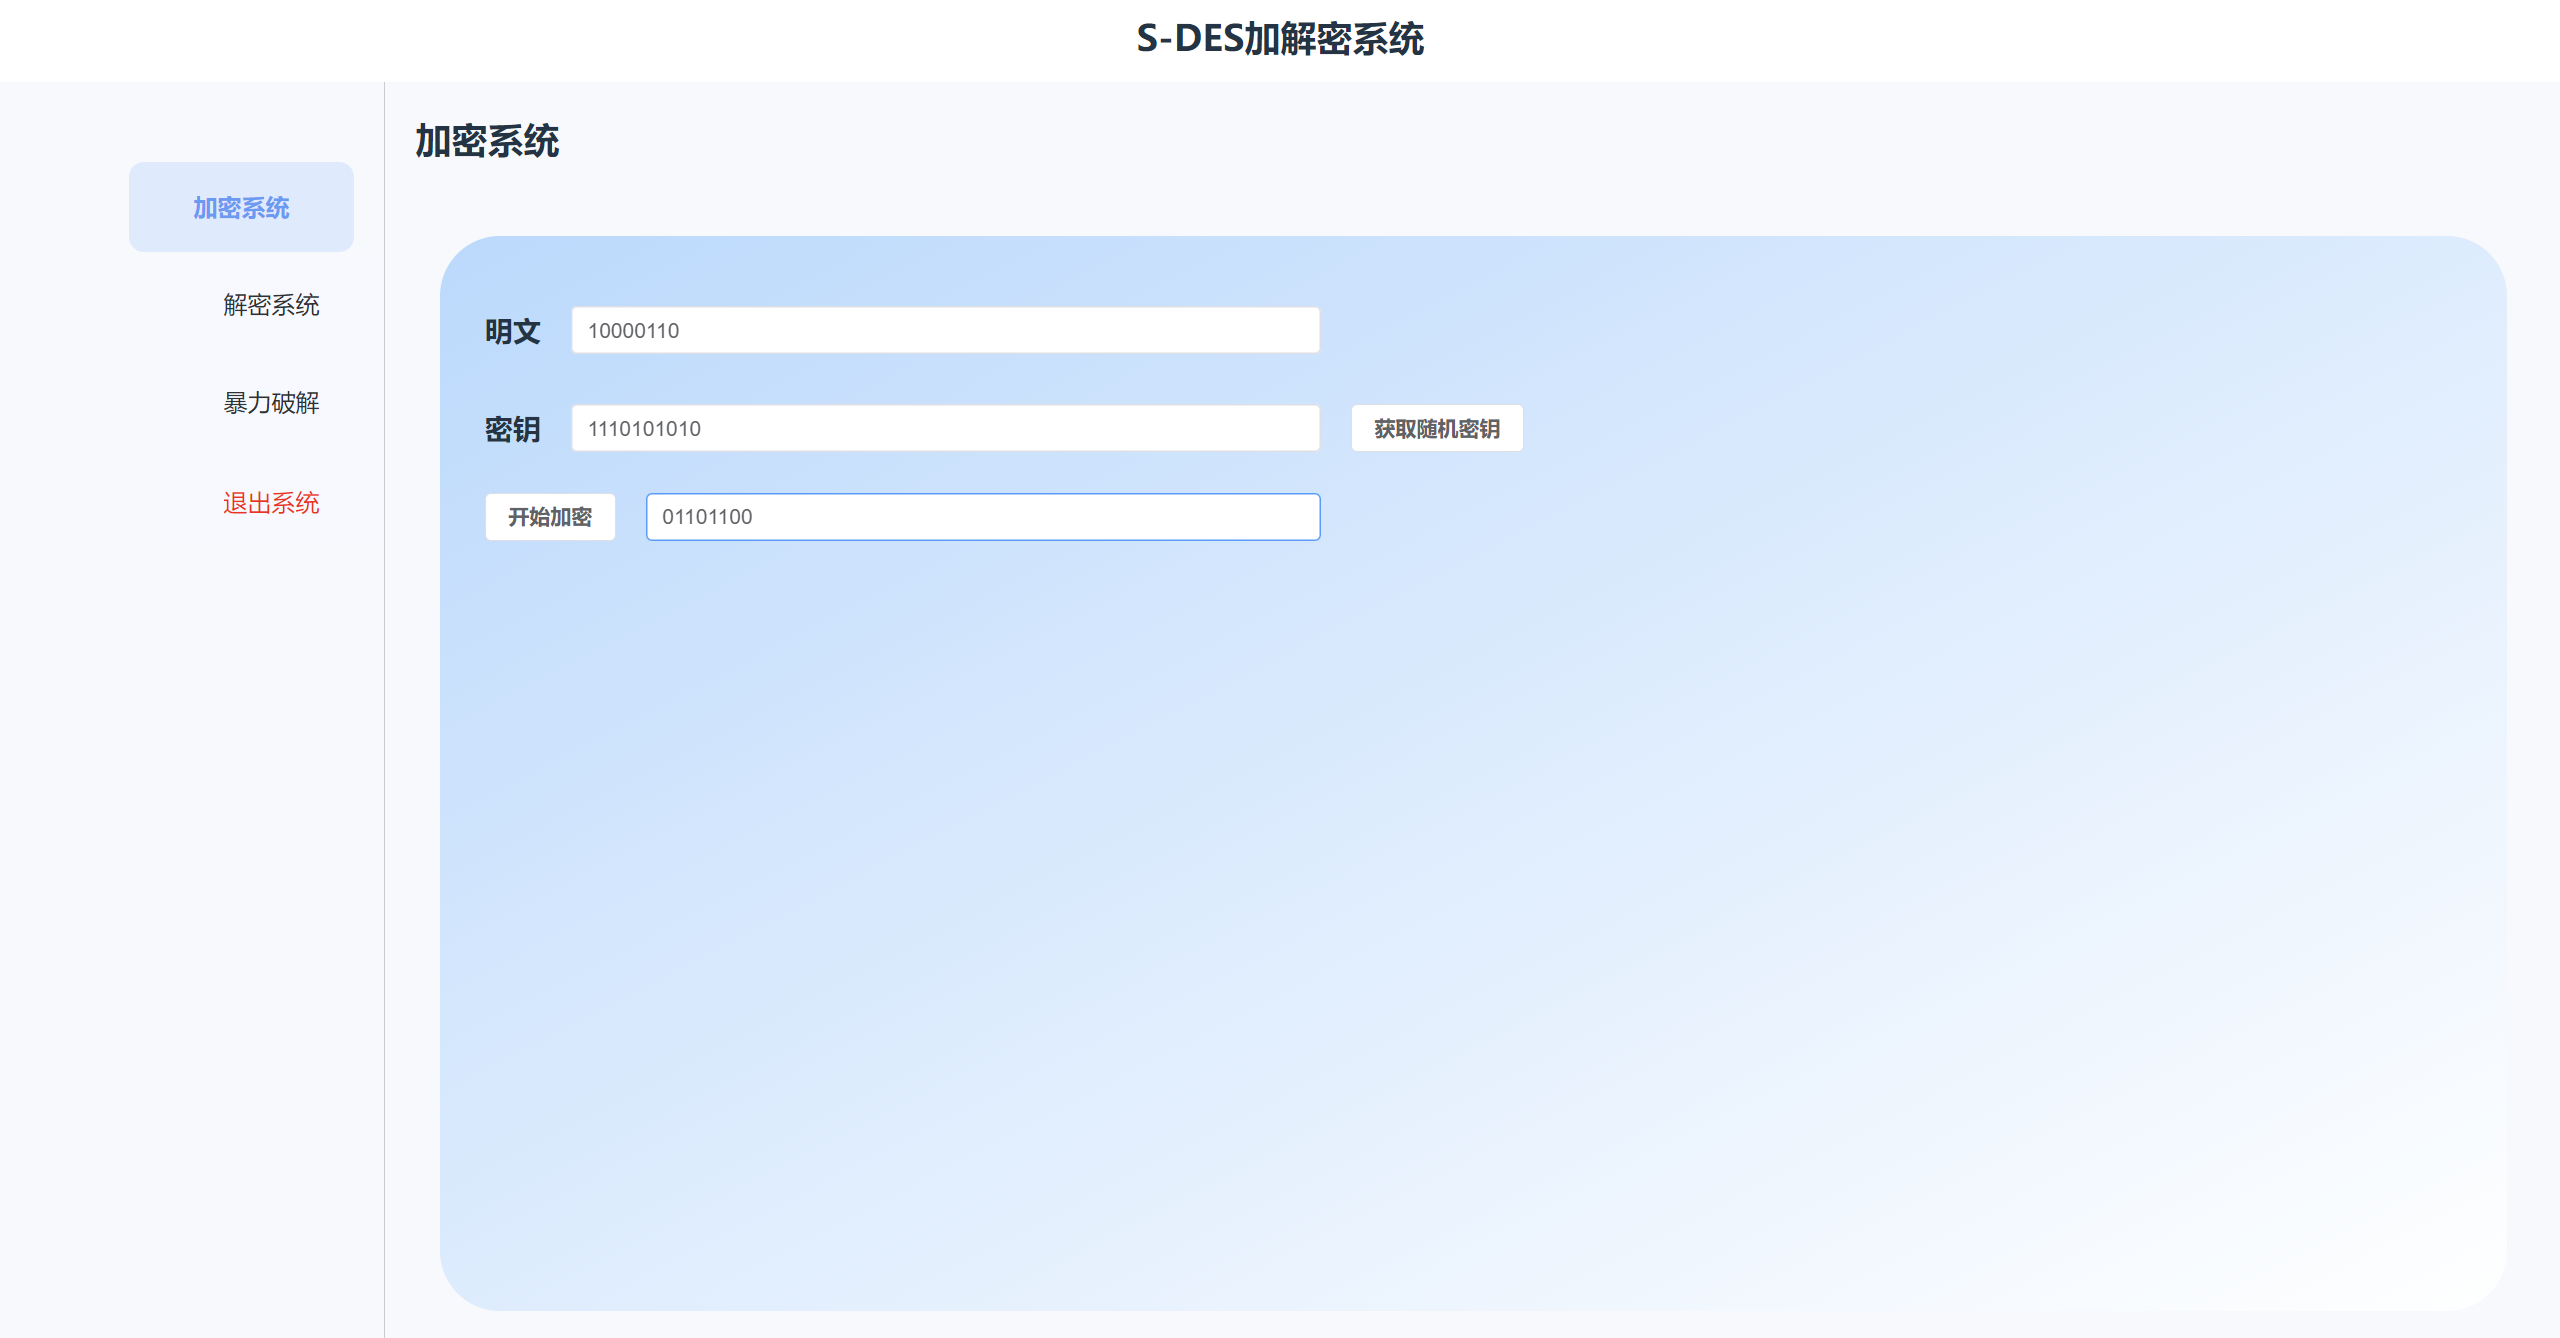 S-DES加解密系统
加密系统
解密系统
暴力破解
退出系统
加密系统
明文 10000110
密钥 1110101010 获取随机密钥
开始加密 01101100